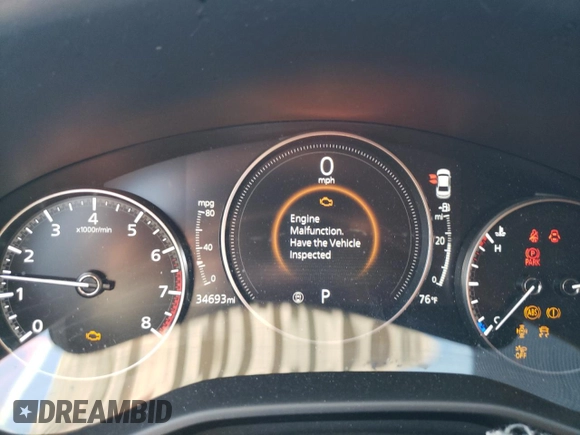 0
mph
Engine
Malfunction.
Have the Vehicle
Inspected
P
34693mi
76°F
mpg
80
40
0
mi
20
0
0
1
2
3
4
5
6
7
8
x1000r/min
H
C
P
PARK
ABS
DREAMBID